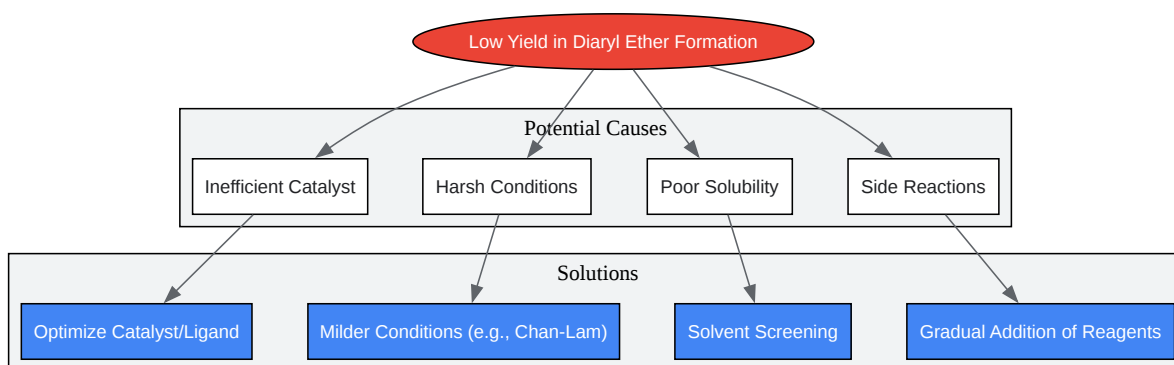 Low Yield in Diaryl Ether Formation
Potential Causes
Inefficient Catalyst
Harsh Conditions
Poor Solubility
Side Reactions
Solutions
Optimize Catalyst/Ligand
Milder Conditions (e.g., Chan-Lam)
Solvent Screening
Gradual Addition of Reagents